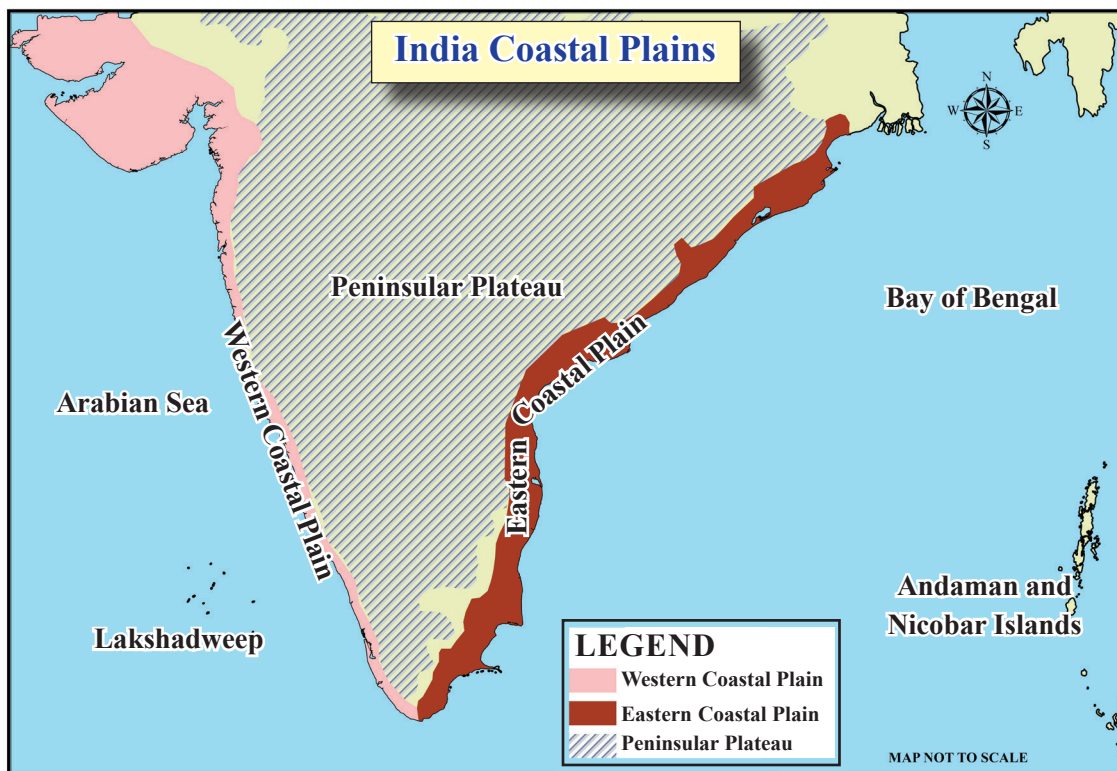 India Coastal Plains
N
W
E
S
Peninsular Plateau
Bay of Bengal
Western Coastal Plain
Eastern Coastal Plain
Arabian Sea
Lakshadweep
Andaman and
Nicobar Islands
LEGEND
Western Coastal Plain
Eastern Coastal Plain
Peninsular Plateau
MAP NOT TO SCALE